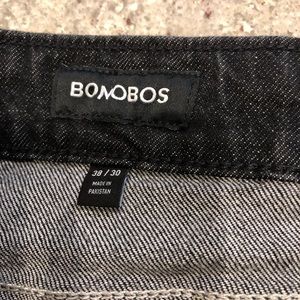 BONOBOS
38 / 30
MADE IN
PAKISTAN